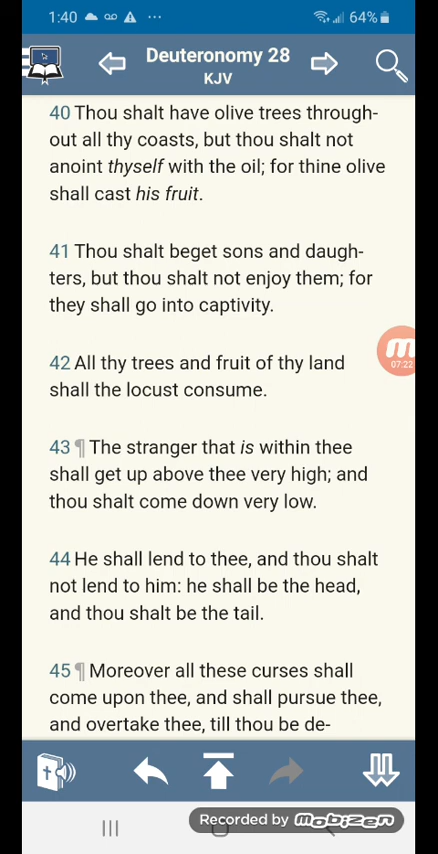 1:40 64%
Deuteronomy 28
KJV
40 Thou shalt have olive trees through-
out all thy coasts, but thou shalt not
anoint thyself with the oil; for thine olive
shall cast his fruit.
41 Thou shalt beget sons and daugh-
ters, but thou shalt not enjoy them; for
they shall go into captivity.
m
07:22
42 All thy trees and fruit of thy land
shall the locust consume.
43 ¶ The stranger that is within thee
shall get up above thee very high; and
thou shalt come down very low.
44 He shall lend to thee, and thou shalt
not lend to him: he shall be the head,
and thou shalt be the tail.
45 ¶ Moreover all these curses shall
come upon thee, and shall pursue thee,
and overtake thee, till thou be de-
Recorded by mobizen